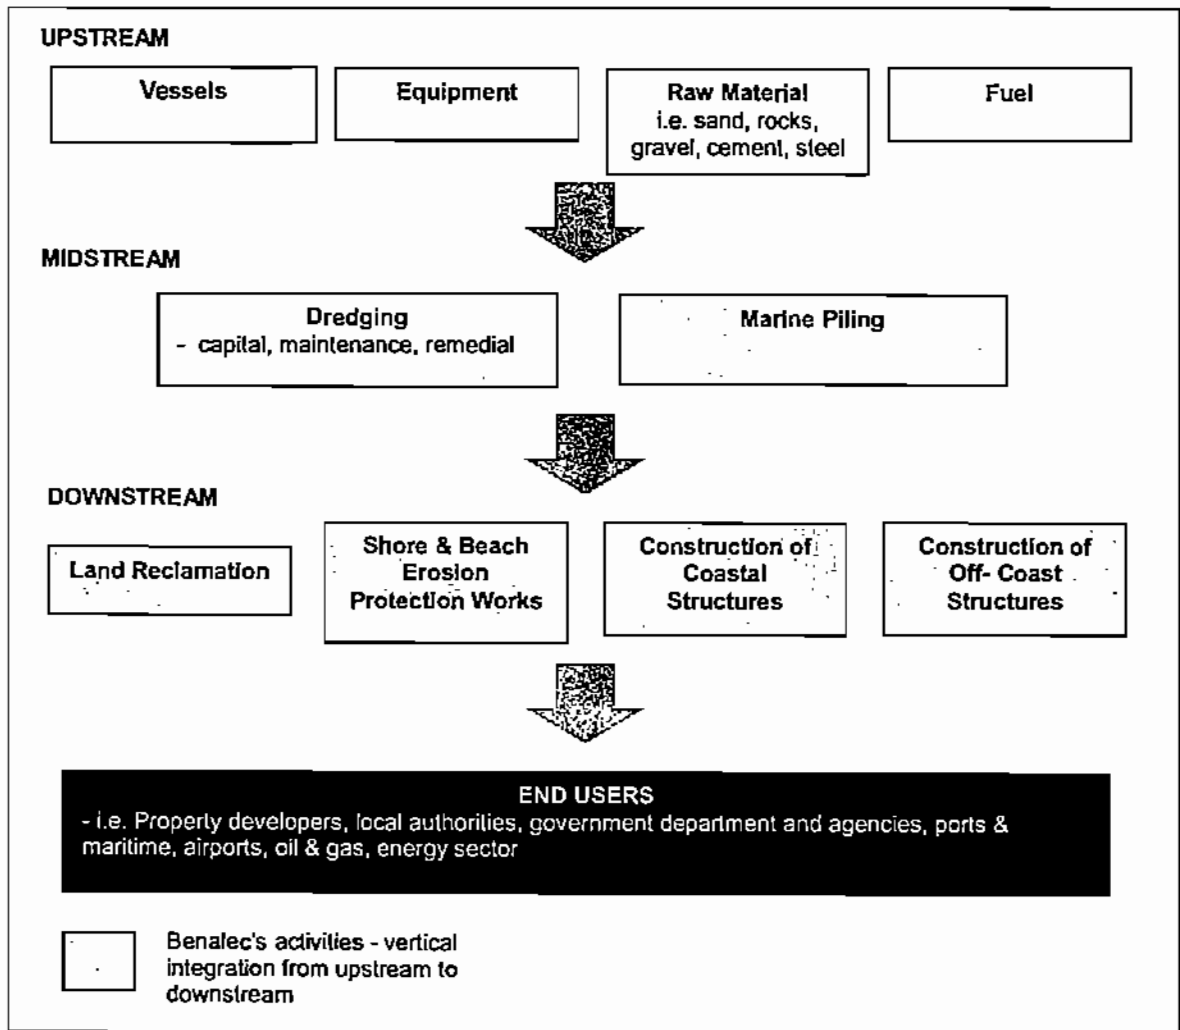 UPSTREAM
Vessels
Equipment
Raw Material
i.e. sand, rocks,
gravel, cement, steel
Fuel
MIDSTREAM
Dredging
- capital, maintenance, remedial
Marine Piling
DOWNSTREAM
Land Reclamation
Shore & Beach
Erosion
Protection Works
Construction of
Coastal
Structures
Construction of
Off- Coast
Structures
END USERS
- i.e. Property developers, local authorities, government department and agencies, ports &
maritime, airports, oil & gas, energy sector
Benalec's activities - vertical
integration from upstream to
downstream